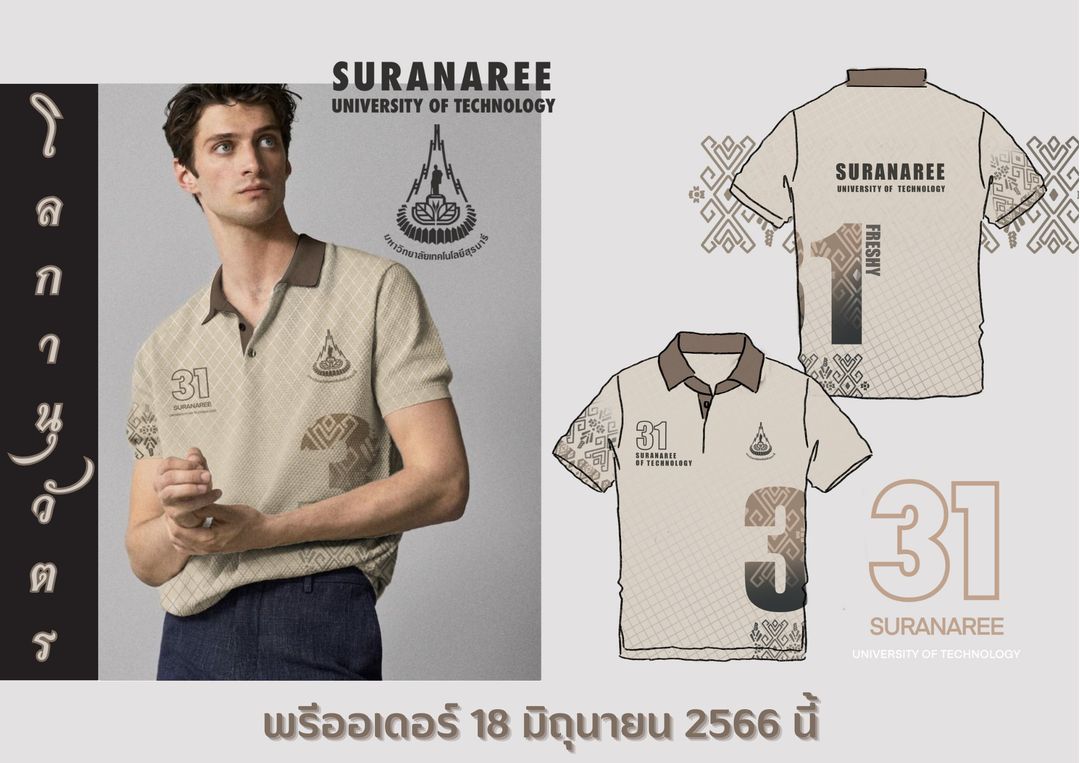 โลกานุวัตร
SURANAREE
UNIVERSITY OF TECHNOLOGY
มหาวิทยาลัยเทคโนโลยีสุรนารี
31
SURANAREE
3
SURANAREE
UNIVERSITY OF TECHNOLOGY
1
FRESHY
31
SURANAREE
OF TECHNOLOGY
3
31
SURANAREE
UNIVERSITY OF TECHNOLOGY
พรีออเดอร์ 18 มิถุนายน 2566 นี้